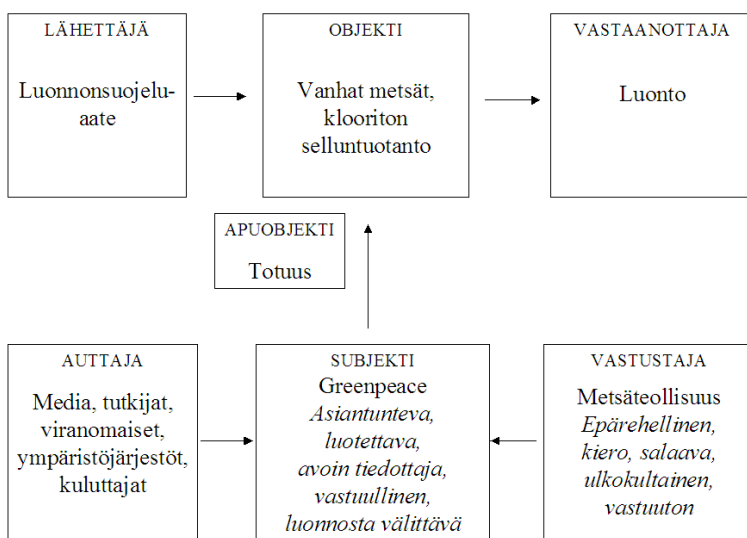 LÄHETTÄJÄ
Luonnonsuojelu-
aate
OBJEKTI
Vanhat metsät,
klooriton
selluntuotanto
VASTAANOTTAJA
Luonto
APUOBJEKTI
Totuus
AUTTAJA
Media, tutkijat,
viranomaiset,
ympäristöjärjestöt,
kuluttajat
SUBJEKTI
Greenpeace
Asiantunteva,
luotettava,
avoin tiedottaja,
vastuullinen,
luonnosta välittävä
VASTUSTAJA
Metsäteollisuus
Epärehellinen,
kiero, salaava,
ulkokultainen,
vastuuton